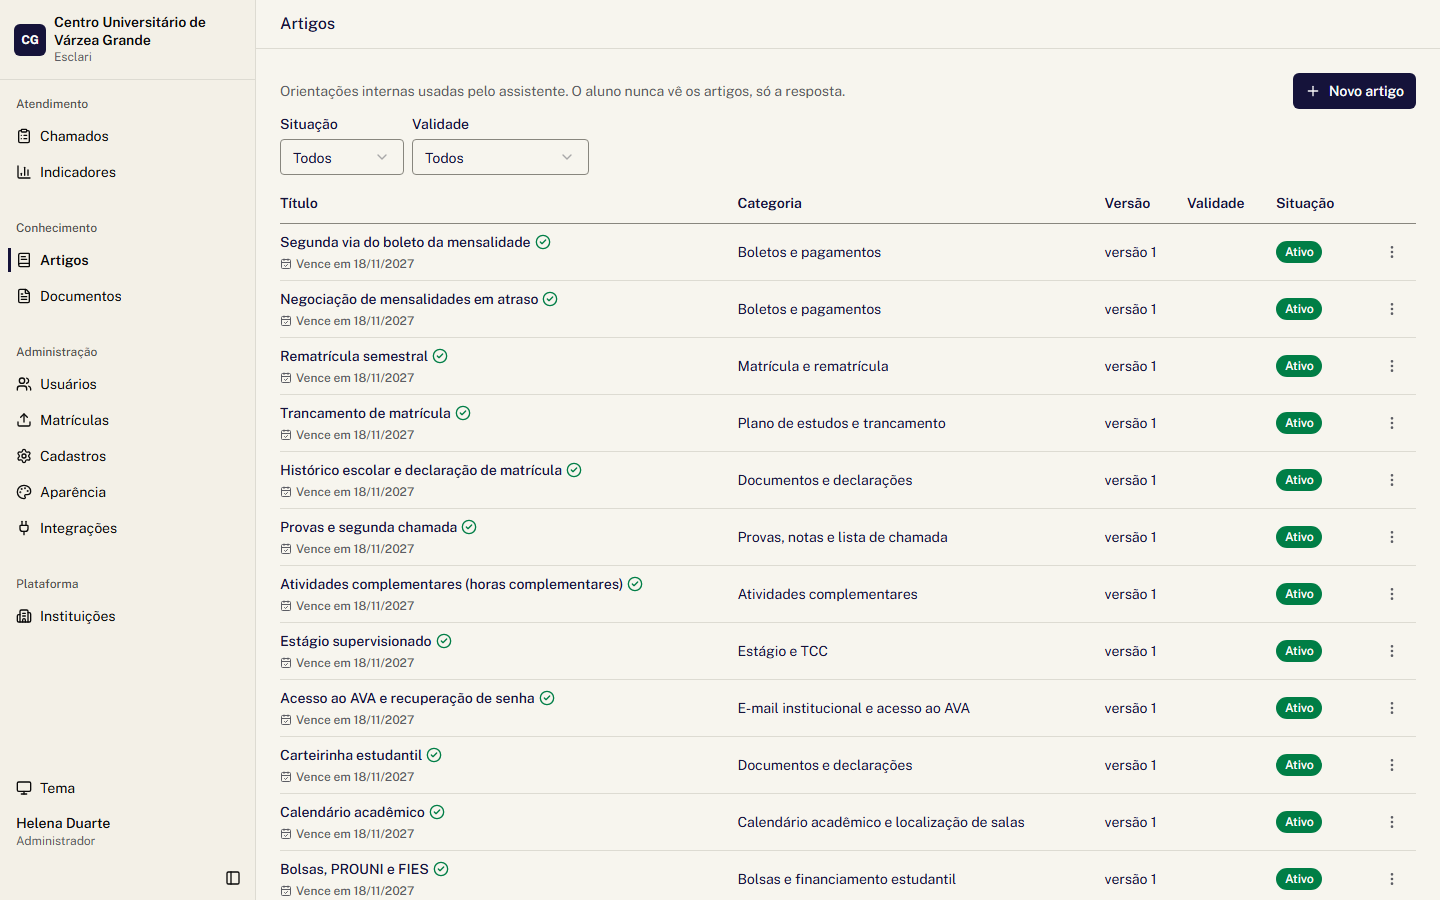 CG
Centro Universitário de
Várzea Grande
Esclari
Atendimento
Chamados
Indicadores
Conhecimento
Artigos
Documentos
Administração
Usuários
Matrículas
Cadastros
Aparência
Integrações
Plataforma
Instituições
Tema
Helena Duarte
Administrador
Artigos
Orientações internas usadas pelo assistente. O aluno nunca vê os artigos, só a resposta.
Novo artigo
Situação Validade
Todos Todos
Título Categoria Versão Validade Situação
Segunda via do boleto da mensalidade
Vence em 18/11/2027
Boletos e pagamentos versão 1 Ativo
Negociação de mensalidades em atraso
Vence em 18/11/2027
Boletos e pagamentos versão 1 Ativo
Rematrícula semestral
Vence em 18/11/2027
Matrícula e rematrícula versão 1 Ativo
Trancamento de matrícula
Vence em 18/11/2027
Plano de estudos e trancamento versão 1 Ativo
Histórico escolar e declaração de matrícula
Vence em 18/11/2027
Documentos e declarações versão 1 Ativo
Provas e segunda chamada
Vence em 18/11/2027
Provas, notas e lista de chamada versão 1 Ativo
Atividades complementares (horas complementares)
Vence em 18/11/2027
Atividades complementares versão 1 Ativo
Estágio supervisionado
Vence em 18/11/2027
Estágio e TCC versão 1 Ativo
Acesso ao AVA e recuperação de senha
Vence em 18/11/2027
E-mail institucional e acesso ao AVA versão 1 Ativo
Carteirinha estudantil
Vence em 18/11/2027
Documentos e declarações versão 1 Ativo
Calendário acadêmico
Vence em 18/11/2027
Calendário acadêmico e localização de salas versão 1 Ativo
Bolsas, PROUNI e FIES
Vence em 18/11/2027
Bolsas e financiamento estudantil versão 1 Ativo